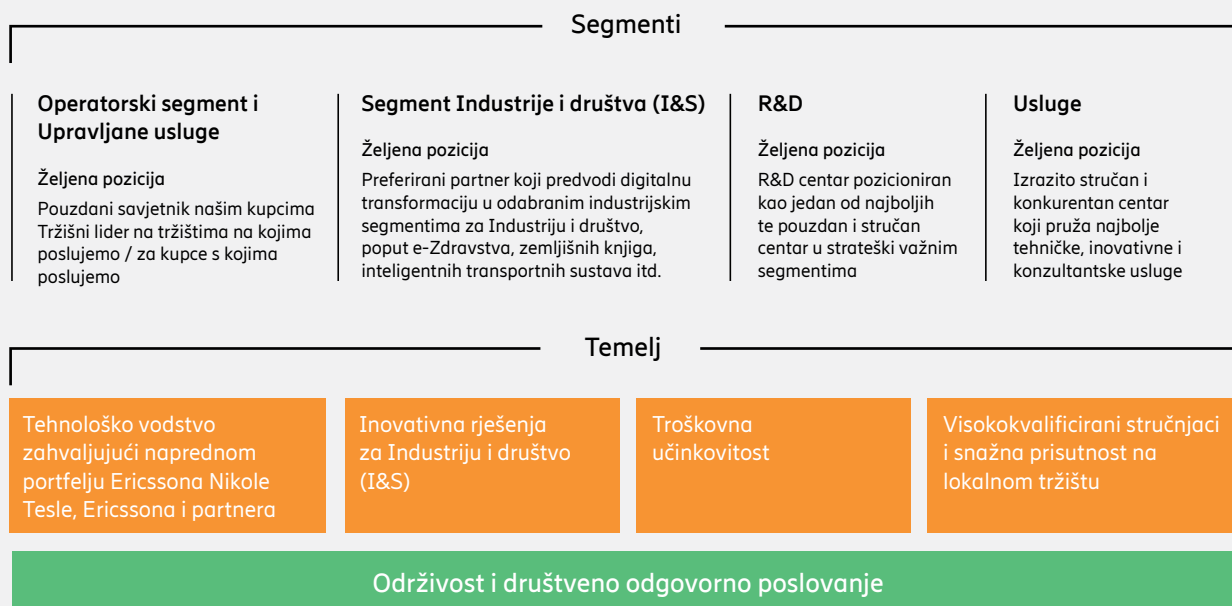 Segmenti
Operatorski segment i
Upravljane usluge
Željena pozicija
Pouzdani savjetnik našim kupcima
Tržišni lider na tržištima na kojima
poslujemo / za kupce s kojima
poslujemo
Segment Industrije i društva (I&S)
Željena pozicija
Preferirani partner koji predvodi digitalnu
transformaciju u odabranim industrijskim
segmentima za Industriju i društvo,
poput e-Zdravstva, zemljišnih knjiga,
inteligentnih transportnih sustava itd.
R&D
Željena pozicija
R&D centar pozicioniran
kao jedan od najboljih
te pouzdan i stručan
centar u strateški važnim
segmentima
Usluge
Željena pozicija
Izrazito stručan i
konkurentan centar
koji pruža najbolje
tehničke, inovativne i
konzultantske usluge
Temelj
Tehnološko vodstvo
zahvaljujući naprednom
portfelju Ericssona Nikole
Tesle, Ericssona i partnera
Inovativna rješenja
za Industriju i društvo
(I&S)
Troškovna
učinkovitost
Visokokvalificirani stručnjaci
i snažna prisutnost na
lokalnom tržištu
Održivost i društveno odgovorno poslovanje